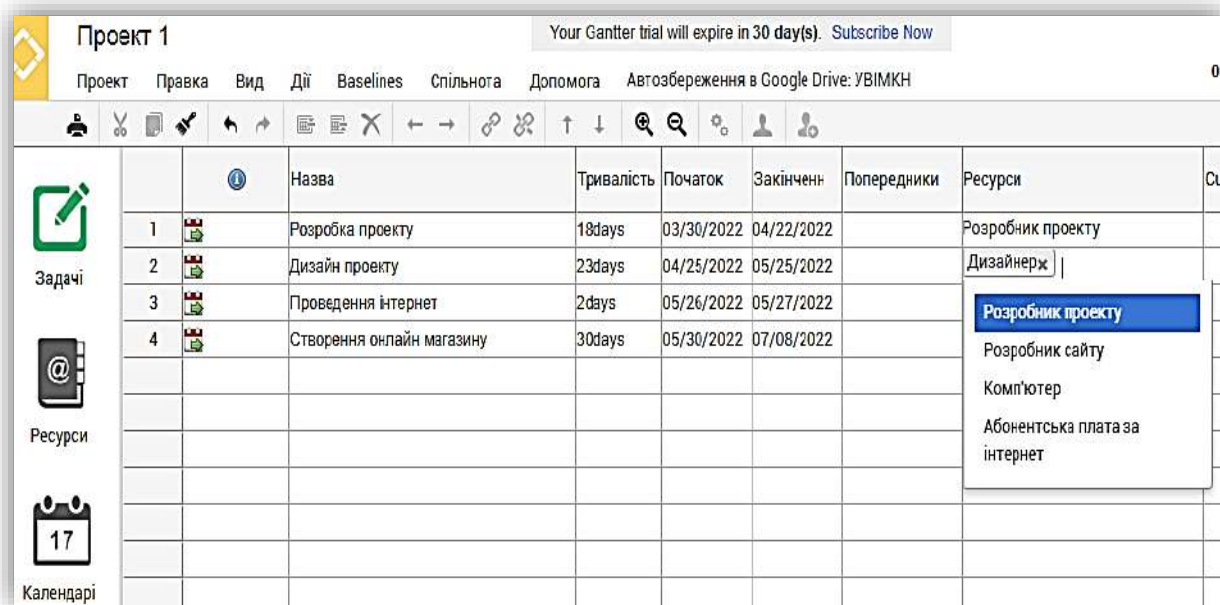 Проект 1
Your Gantter trial will expire in 30 day(s). Subscribe Now
Проект Правка Вид Дії Baselines Спільнота Допомога Автозбереження в Google Drive: УВІМКН
Назва Тривалість Початок Закінченн Попередники Ресурси
1 Розробка проекту 18days 03/30/2022 04/22/2022 Розробник проекту
2 Дизайн проекту 23days 04/25/2022 05/25/2022 Дизайнер x
3 Проведення інтернет 2days 05/26/2022 05/27/2022
4 Створення онлайн магазину 30days 05/30/2022 07/08/2022
Розробник проекту
Розробник сайту
Комп'ютер
Абонентська плата за
інтернет
Задачі
@
Ресурси
17
Календарі